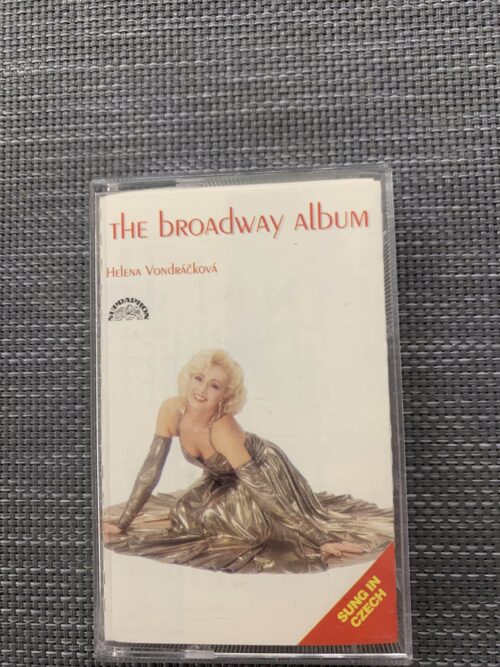 the broadway album
Helena Vondráčková
SUPRAPHON
SUNG IN
CZECH